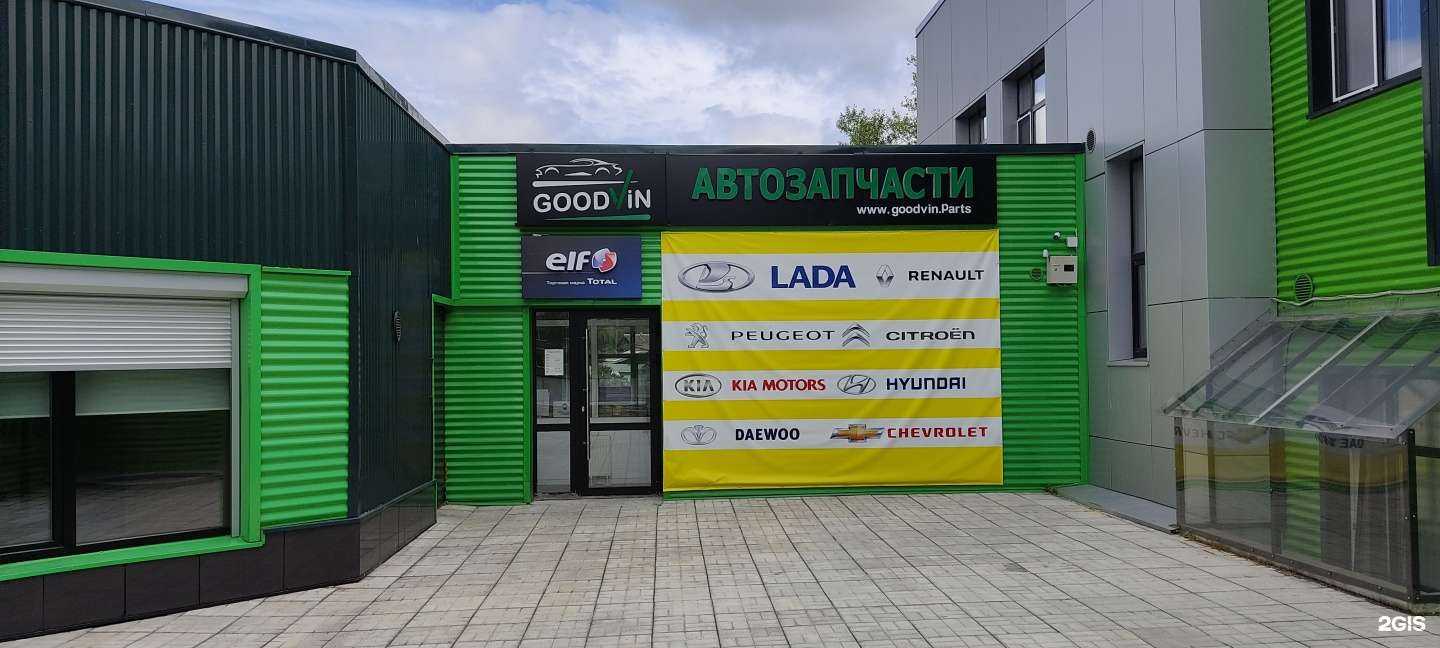 GOODViN
АВТОЗАПЧАСТИ
www.goodvin.Parts
elf
Торговая марка TOTAL
LADA RENAULT
PEUGEOT CITROËN
KIA KIA MOTORS HYUNDAI
DAEWOO CHEVROLET
2GIS